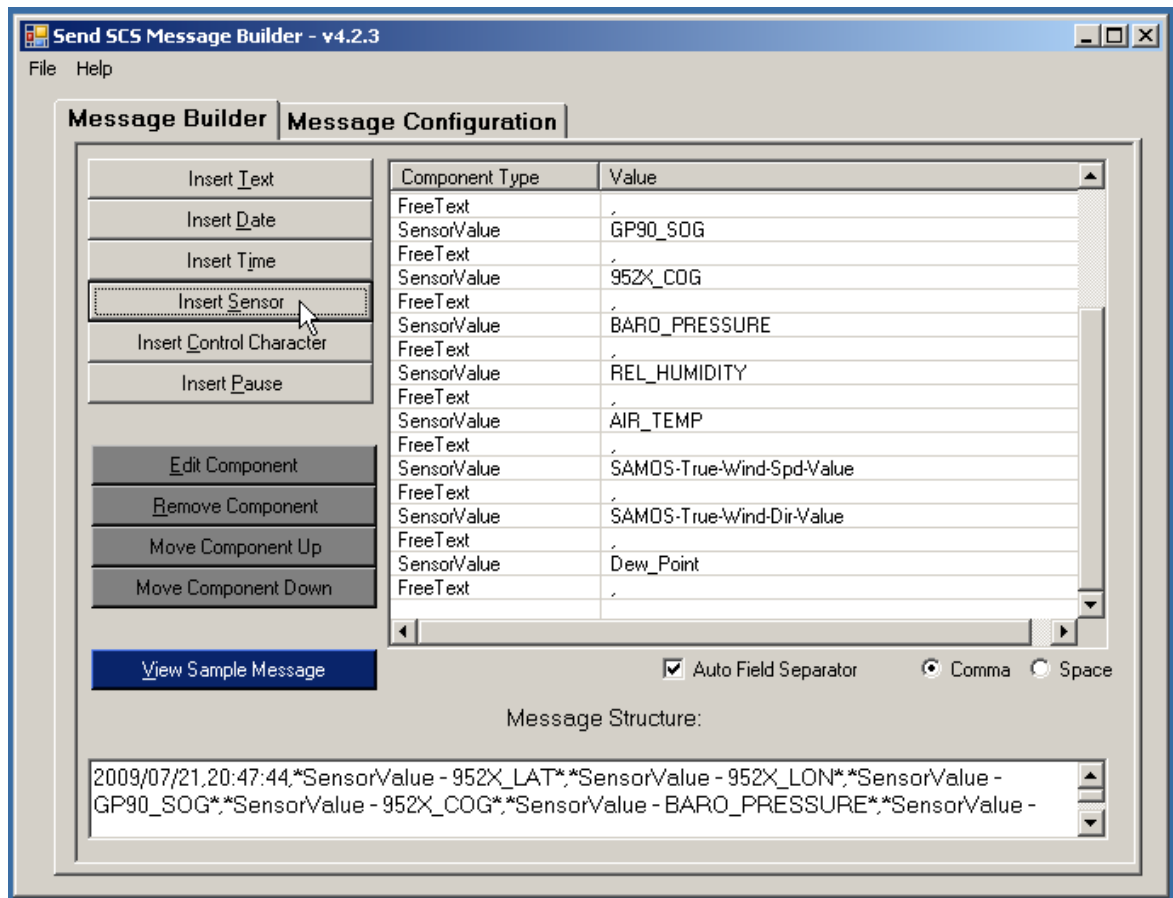 Send SCS Message Builder - v4.2.3
File Help
Message Builder Message Configuration
Insert Text
Insert Date
Insert Time
Insert Sensor
Insert Control Character
Insert Pause
Edit Component
Remove Component
Move Component Up
Move Component Down
View Sample Message
Component Type Value
FreeText ,
SensorValue GP90_SOG
FreeText ,
SensorValue 952X_COG
FreeText ,
SensorValue BARO_PRESSURE
FreeText ,
SensorValue REL_HUMIDITY
FreeText ,
SensorValue AIR_TEMP
FreeText ,
SensorValue SAMOS-True-Wind-Spd-Value
FreeText ,
SensorValue SAMOS-True-Wind-Dir-Value
FreeText ,
SensorValue Dew_Point
FreeText ,
Auto Field Separator Comma Space
Message Structure:
2009/07/21,20:47:44,*SensorValue - 952X_LAT*,*SensorValue - 952X_LON*,*SensorValue -
GP90_SOG*,*SensorValue - 952X_COG*,*SensorValue - BARO_PRESSURE*,*SensorValue -